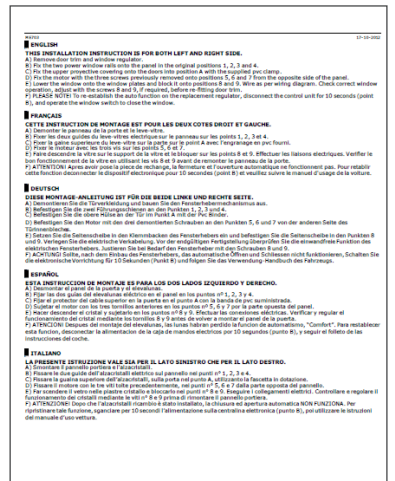 17-10-2002
ENGLISH
THIS INSTALLATION INSTRUCTION IS FOR BOTH LEFT AND RIGHT SIDE.
A) Remove door trim and window regulator.
B) Fix the two power window rails onto the panel in the original positions 1, 2, 3 and 4.
C) Fix the upper proyective covering onto the doors into position A with the supplied pvc clamp.
D) Fix the motor with the three screws previously removed onto positions 5, 6 and 7 from the opposite side of the panel.
E) Lower the window onto the window plates and block it onto positions 8 and 9. Wire as per wiring diagram. Check correct window
operation, adjust with the screws 8 and 9, if required, before re-fitting door trim.
F) PLEASE NOTE! To re-establish the auto function on the replacement regulator, disconnect the control unit for 10 seconds (point
B), and operate the window switch to close the window.
FRANÇAIS
CETTE INSTRUCTION DE MONTAGE EST POUR LES DEUX COTES DROIT ET GAUCHE.
A) Demonter le panneau de la porte et le leve-vitre.
B) Fixer les deux guides du leve-vitres electrique sur le panneau sur les points 1, 2, 3 et 4.
C) Fixer la gaine superieure du leve-vitre sur la parte sur le point A avec l'engranage en pvc fourni.
D) Fixer le moteur avec les trois vis sur les points 5, 6 et 7.
E) Faire descendre la vitre sur le support de la vitre et le bloquer sur les points 8 et 9. Effectuer les liaisons electriques. Verifier le
bon fonctionnement de la vitre en utilisant les vis 8 et 9 avant de remonter le panneau de la porte.
F) ATTENTION! Apres avoir posé la piece de rechange, la fermeture et l'ouverture automatique ne fonctionnent pas. Pour retablir
cette fonction deconnecter le dispositif electronique pour 10 secondes (point B) et veuillez suivre le manuel d'usage de la voiture.
DEUTSCH
DIESE MONTAGE-ANLEITUNG IST FÜR DIE BEIDE LINKE UND RECHTE SEITE.
A) Demontieren Sie die Türverkleidung und bauen Sie den Fensterhebermechanismus aus.
B) Befestigen Sie die zwei Führungsschienen an den Punkten 1, 2, 3 und 4.
C) Befestigen Sie die obere Hülse an der Tür im Punkt A mit der Pvc Binder.
D) Befestigen Sie den Motor mit den drei demontierten Schrauben an den Punkten 5, 6 und 7 von der anderen Seite des
Türinnenbleches.
E) Setzen Sie die Seitenscheibe in den Klemmbacken des Fensterhebers ein und befestigen Sie die Seitenscheibe in den Punkten 8
und 9. Verlegen Sie die elektrische Verkabelung. Vor der endgültigen Fertigstellung überprüfen Sie die einwandfreie Funktion des
elektrischen Fensterhebers. Justieren Sie bei Bedarf den Fensterheber mit den Schrauben 8 und 9.
F) ACHTUNG! Sollte, nach dem Einbau des Fensterhebers, das automatische Öffnen und Schliessen nicht funktionieren, Schalten Sie
die elektronische Vorrichtung für 10 Sekunden (Punkt B) und folgen Sie das Verwendung-Handbuch des Fahrzeugs.
ESPAÑOL
ESTA INSTRUCCION DE MONTAJE ES PARA LOS DOS LADOS IZQUIERDO Y DERECHO.
A) Desmontar el panel de la puerta y el elevalunas.
B) Fijar las dos guías del elevalunas eléctrico en el panel en los puntos nº 1, 2, 3 y 4.
C) Fijar el protector del cable superior en la puerta en el punto A con la banda de pvc suministrada.
D) Sujetar el motor con los tres tornillos anteriores en los puntos nº 5, 6 y 7 por la parte opuesta del panel.
E) Hacer descender el cristal y sujetarlo en los puntos nº 8 y 9. Efectuar las conexiones eléctricas. Verificar y regular el
funcionamiento del cristal mediante los tornillos 8 y 9 antes de volver a montar el panel de la puerta.
F) ATENCION! Despues del montaje del elevalunas, las lunas habran perdido la funcion de automatismo, "Comfort". Para restablecer
esta funcion, desconectar la alimentacion de la caja de mandos electricos por 10 segundos (punto B), y seguir el folleto de las
instrucciones del coche.
ITALIANO
LA PRESENTE ISTRUZIONE VALE SIA PER IL LATO SINISTRO CHE PER IL LATO DESTRO.
A) Smontare il pannello portiera e l'alzacristalli.
B) Fissare le due guide dell'alzacristalli elettrico sul pannello nei punti n° 1, 2, 3 e 4.
C) Fissare la guaina superiore dell'alzacristalli, sulla porta nel punto A, utilizzando la fascetta in dotazione.
D) Fissare il motore con le tre viti tolte precedentemente, nei punti n° 5, 6 e 7 dalla parte opposta del pannello.
E) Far scendere il vetro nelle piastre cristallo e bloccarlo nei punti n° 8 e 9. Eseguire i collegamenti elettrici. Controllare e regolare il
funzionamento dei cristalli mediante le viti n° 8 e 9 prima di rimontare il pannello portiera.
F) ATTENZIONE! Dopo che l'alzacristalli ricambio è stato installato, la chiusura ed apertura automatica NON FUNZIONA. Per
ripristinare tale funzione, sganciare per 10 secondi l'alimentazione sulla centralina elettronica (punto B), poi utilizzare le istruzioni
del manuale d'uso vettura.